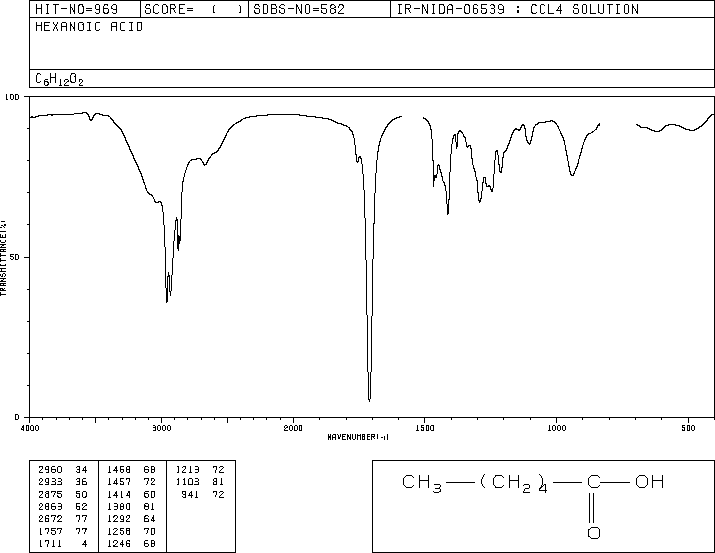 HIT-NO=969 SCORE= ( ) SDBS-NO=582 IR-NIDA-06539 : CCL4 SOLUTION
HEXANOIC ACID
C6H12O2
100
50
0
TRANSMITTANCE(%)
4000 3000 2000 1500 1000 500
WAVENUMBER(-1)
2960 34 1468 68 1213 72
2933 36 1457 72 1103 81
2875 50 1414 60 941 72
2863 52 1380 81
2672 77 1292 64
1757 77 1258 70
1711 4 1246 68
CH3 (CH2)4 C OH
O